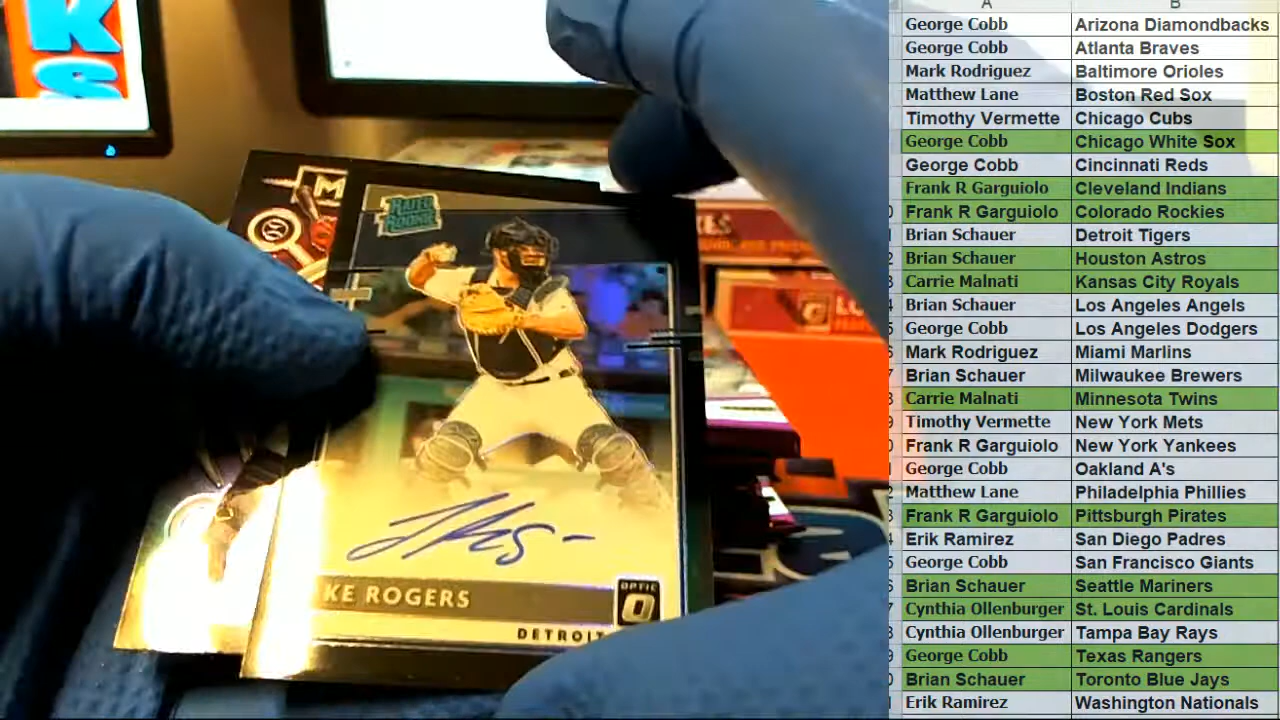 K
S
M
RATED
ROOKIE
KE ROGERS
OPTIC
DETROIT
A B
George Cobb Arizona Diamondbacks
George Cobb Atlanta Braves
Mark Rodriguez Baltimore Orioles
Matthew Lane Boston Red Sox
Timothy Vermette Chicago Cubs
George Cobb Chicago White Sox
George Cobb Cincinnati Reds
Frank R Garguiolo Cleveland Indians
Frank R Garguiolo Colorado Rockies
Brian Schauer Detroit Tigers
Brian Schauer Houston Astros
Carrie Malnati Kansas City Royals
Brian Schauer Los Angeles Angels
George Cobb Los Angeles Dodgers
Mark Rodriguez Miami Marlins
Brian Schauer Milwaukee Brewers
Carrie Malnati Minnesota Twins
Timothy Vermette New York Mets
Frank R Garguiolo New York Yankees
George Cobb Oakland A's
Matthew Lane Philadelphia Phillies
Frank R Garguiolo Pittsburgh Pirates
Erik Ramirez San Diego Padres
George Cobb San Francisco Giants
Brian Schauer Seattle Mariners
Cynthia Ollenburger St. Louis Cardinals
Cynthia Ollenburger Tampa Bay Rays
George Cobb Texas Rangers
Brian Schauer Toronto Blue Jays
Erik Ramirez Washington Nationals